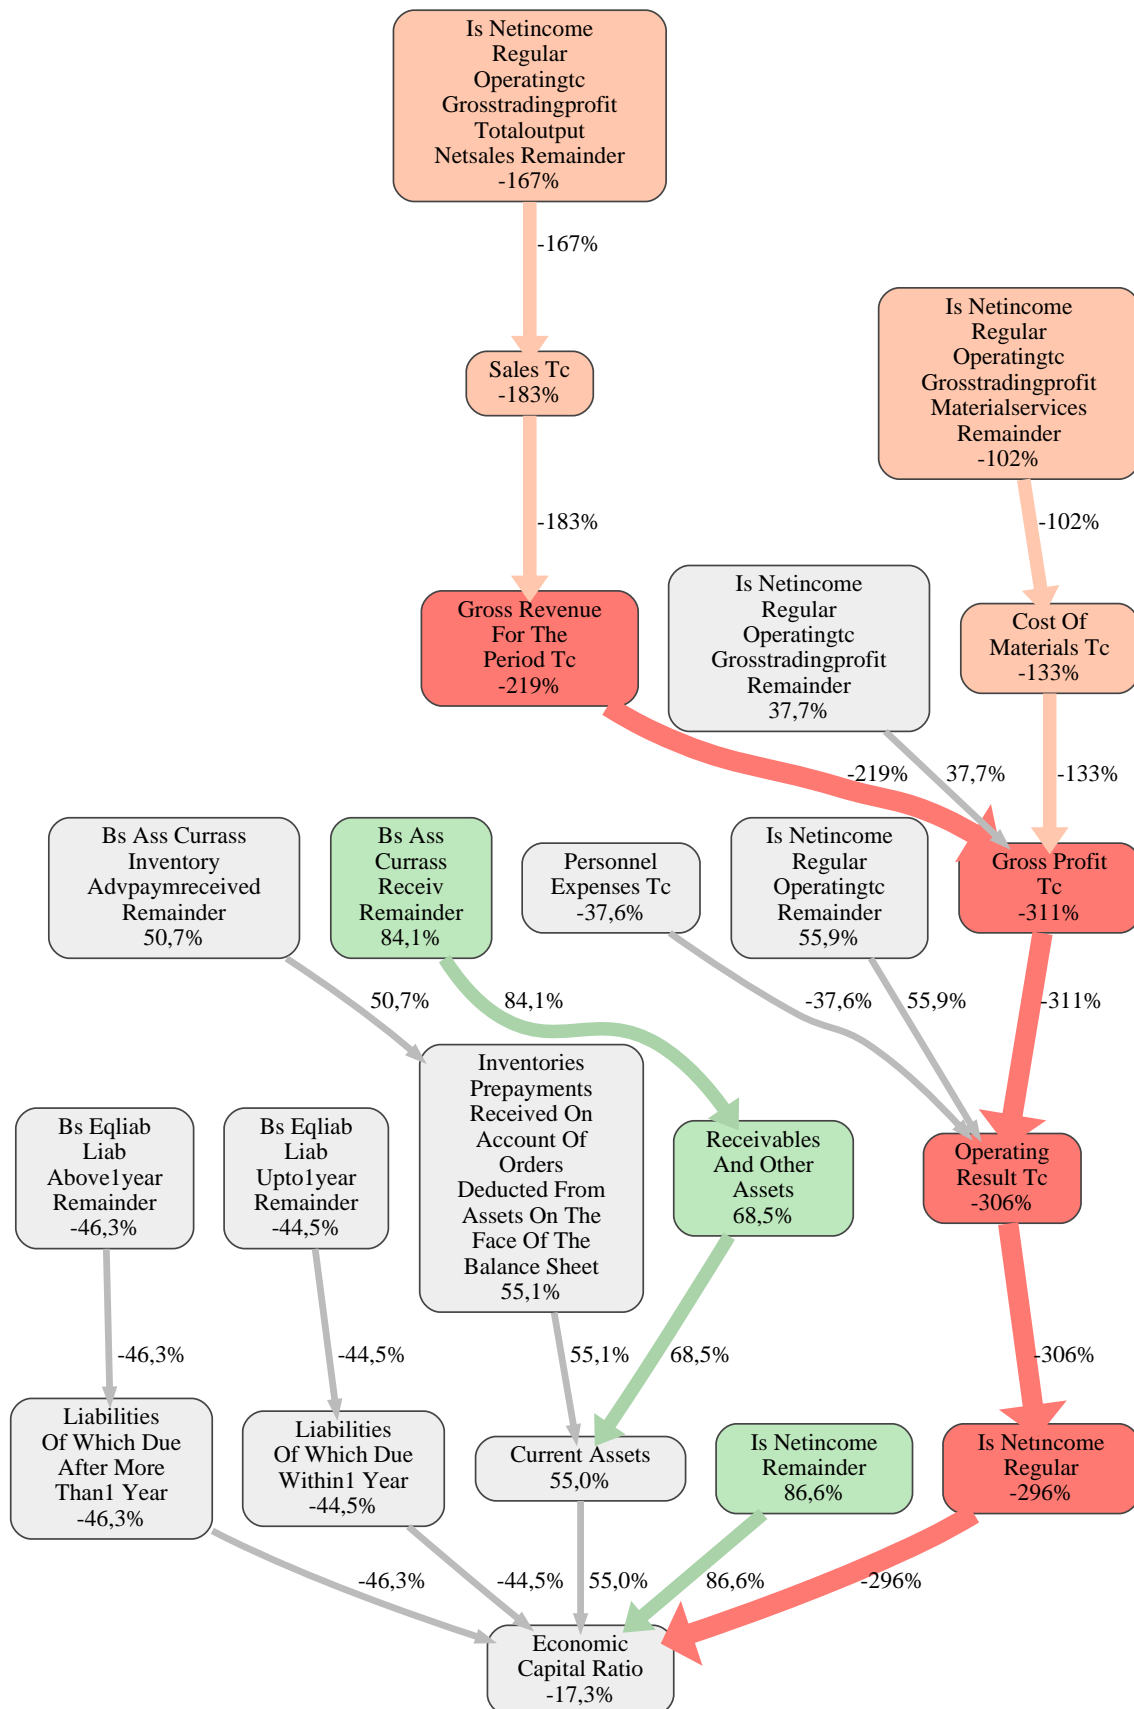 Is Netincome
Regular
Operatingtc
Grosstradingprofit
Totaloutput
Netsales Remainder
-167%
-167%
Is Netincome
Regular
Operatingtc
Grosstradingprofit
Materialservices
Remainder
-102%
Sales Tc
-183%
-183%
-102%
Gross Revenue
For The
Period Tc
-219%
Is Netincome
Regular
Operatingtc
Grosstradingprofit
Remainder
37,7%
Cost Of
Materials Tc
-133%
-219%
37,7%
-133%
Bs Ass Currass
Inventory
Advpaymreceived
Remainder
50,7%
Bs Ass
Currass
Receiv
Remainder
84,1%
Personnel
Expenses Tc
-37,6%
Is Netincome
Regular
Operatingtc
Remainder
55,9%
Gross Profit
Tc
-311%
50,7%
84,1%
-37,6%
55,9%
-311%
Bs Eqliab
Liab
Above1year
Remainder
-46,3%
Bs Eqliab
Liab
Upto1year
Remainder
-44,5%
Inventories
Prepayments
Received On
Account Of
Orders
Deducted From
Assets On The
Face Of The
Balance Sheet
55,1%
Receivables
And Other
Assets
68,5%
Operating
Result Tc
-306%
-46,3%
-44,5%
55,1%
68,5%
-306%
Liabilities
Of Which Due
After More
Than1 Year
-46,3%
Liabilities
Of Which Due
Within1 Year
-44,5%
Current Assets
55,0%
Is Netincome
Remainder
86,6%
Is Netincome
Regular
-296%
-46,3%
-44,5%
55,0%
86,6%
-296%
Economic
Capital Ratio
-17,3%